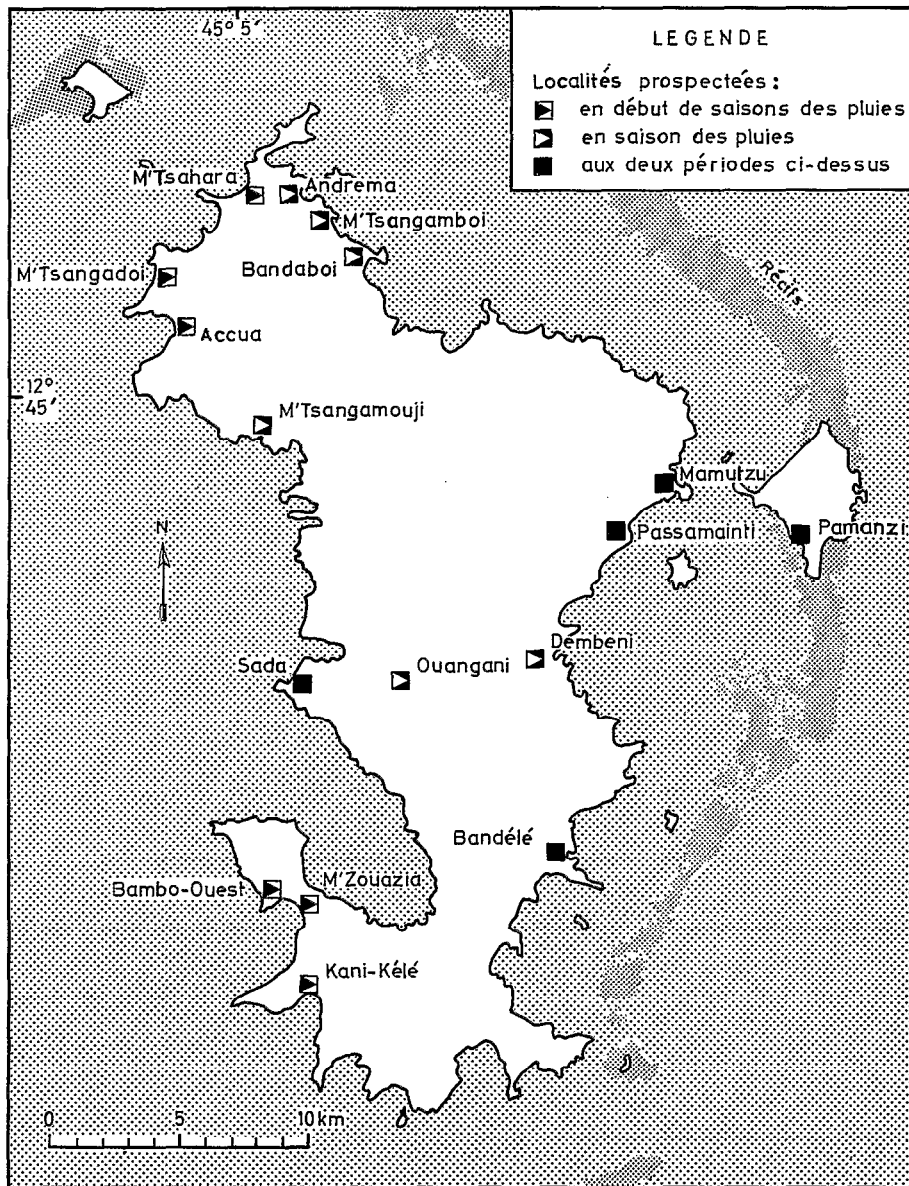 45° 5'
LEGENDE
Localités prospectées :
en début de saisons des pluies
en saison des pluies
aux deux périodes ci-dessus
M'Tsahara
Andrema
M'Tsangamboi
Bandaboi
M'Tsangadoi
Récifs
Accua
12°
45'
M'Tsangamouji
Mamutzu
N
Passamainti
Pamanzi
Dembeni
Sada
Ouangani
Bandélé
Bambo-Ouest
M'Zouazia
Kani-Kélé
0 5 10 km